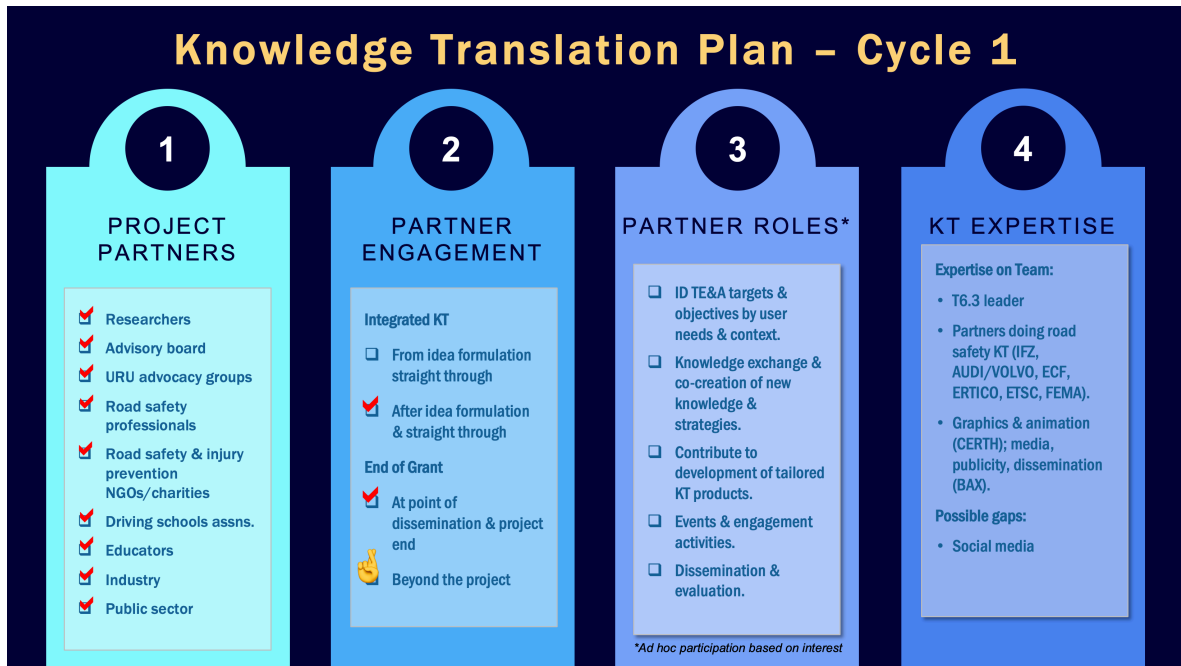 Knowledge Translation Plan – Cycle 1
1
PROJECT
PARTNERS
Researchers
Advisory board
URU advocacy groups
Road safety
professionals
Road safety & injury
prevention
NGOs/charities
Driving schools assns.
Educators
Industry
Public sector
2
PARTNER
ENGAGEMENT
Integrated KT
From idea formulation
straight through
After idea formulation
& straight through
End of Grant
At point of
dissemination & project
end
Beyond the project
3
PARTNER ROLES*
ID TE&A targets &
objectives by user
needs & context.
Knowledge exchange &
co-creation of new
knowledge &
strategies.
Contribute to
development of tailored
KT products.
Events & engagement
activities.
Dissemination &
evaluation.
*Ad hoc participation based on interest
4
KT EXPERTISE
Expertise on Team:
• T6.3 leader
• Partners doing road
safety KT (IFZ,
AUDI/VOLVO, ECF,
ERTICO, ETSC, FEMA).
• Graphics & animation
(CERTH); media,
publicity, dissemination
(BAX).
Possible gaps:
• Social media